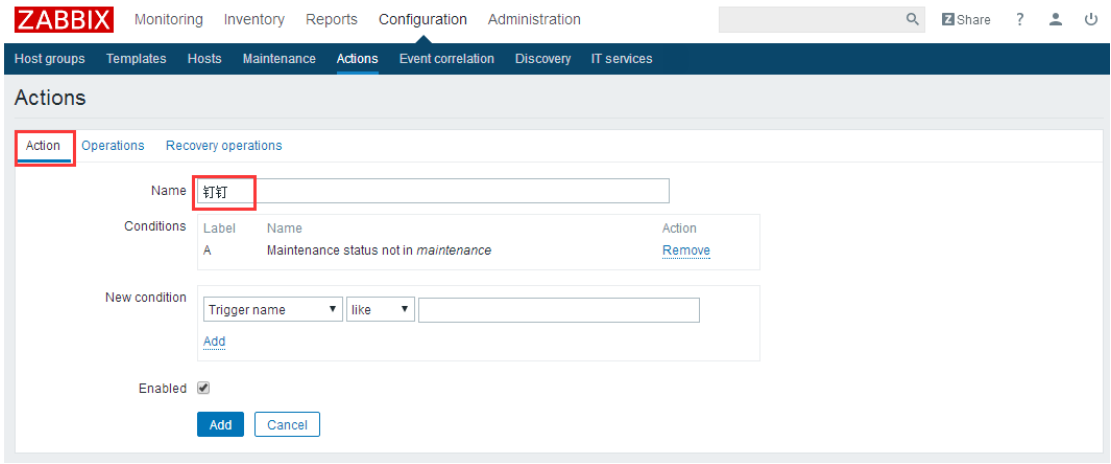 ZABBIX Monitoring Inventory Reports Configuration Administration Z Share ?
Host groups Templates Hosts Maintenance Actions Event correlation Discovery IT services
Actions
Action Operations Recovery operations
Name 钉钉
Conditions Label Name Action
A Maintenance status not in maintenance Remove
New condition Trigger name like
Add
Enabled
Add Cancel